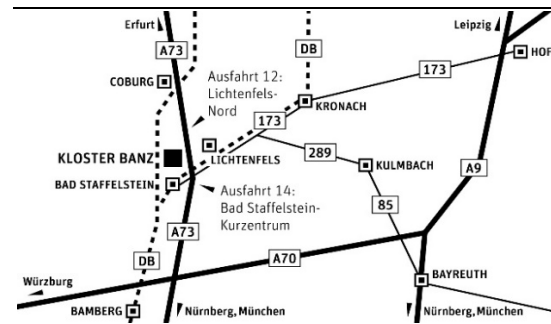 Erfurt
Leipzig
A73
DB
HOF
COBURG
Ausfahrt 12:
Lichtenfels-
Nord
173
KRONACH
173
KLOSTER BANZ
LICHTENFELS
289
KULMBACH
A9
BAD STAFFELSTEIN
Ausfahrt 14:
Bad Staffelstein-
Kurzentrum
85
A73
DB
A70
Würzburg
BAYREUTH
BAMBERG
Nürnberg, München
Nürnberg, München